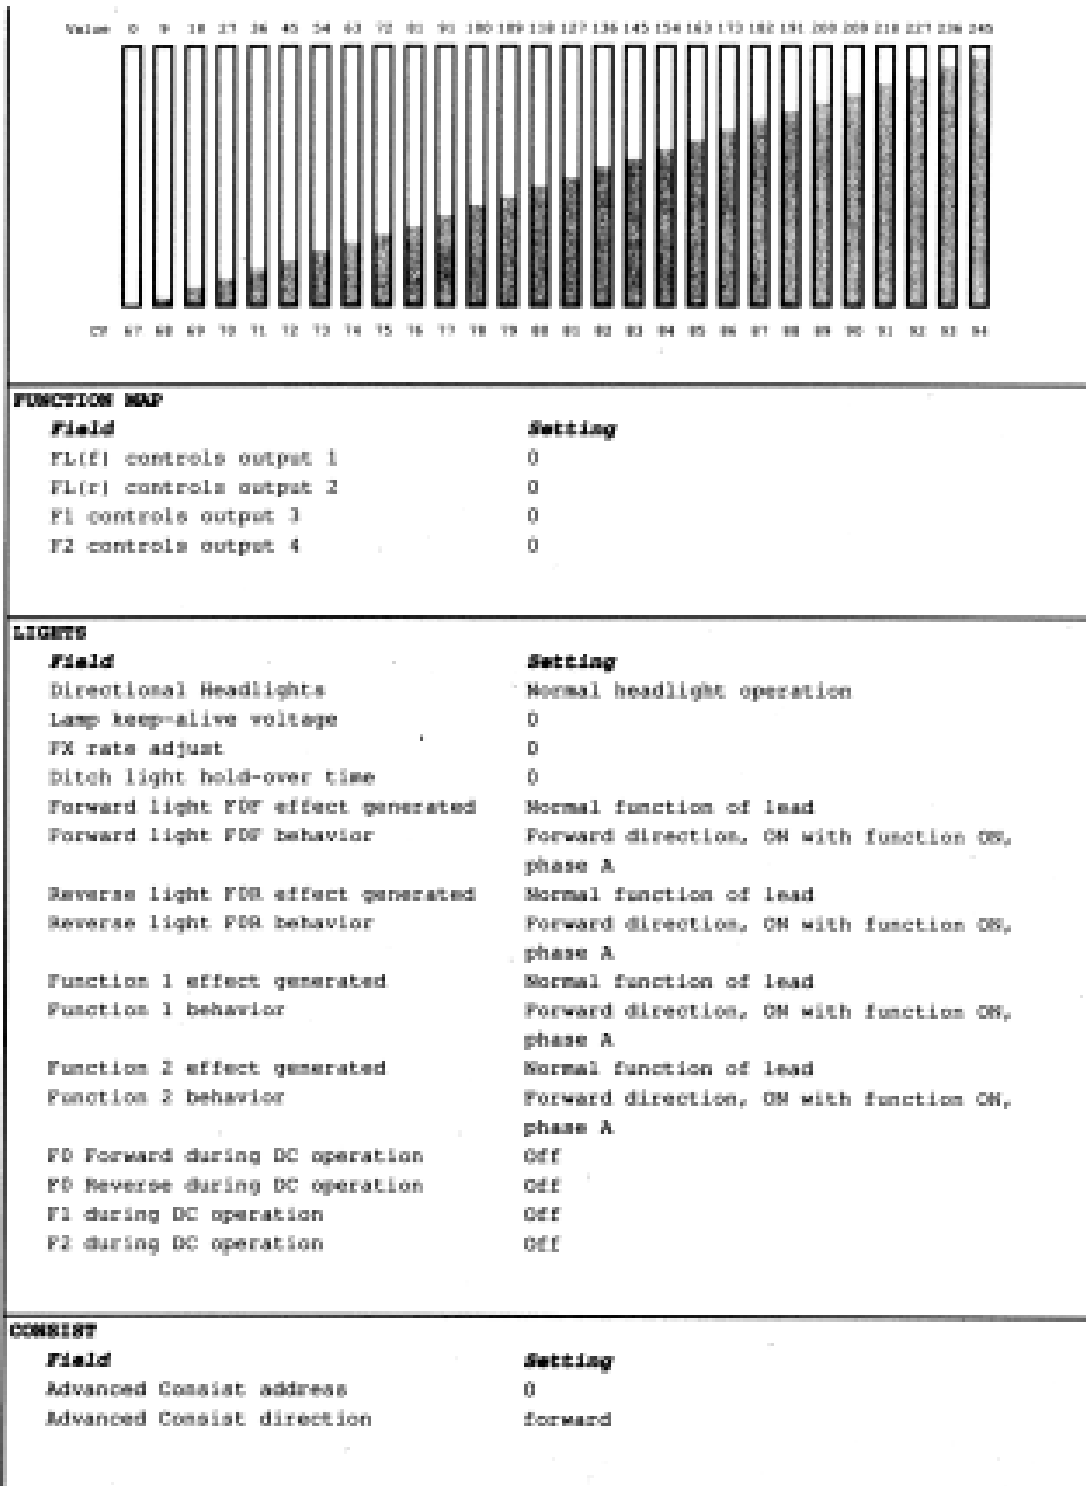 Value 0 9 18 27 36 45 54 63 72 81 91 100 109 118 127 136 145 154 163 173 182 191 200 209 218 227 236 245
CV 67 68 69 70 71 72 73 74 75 76 77 78 79 80 81 82 83 84 85 86 87 88 89 90 91 92 93 94
FUNCTION MAP
Field Setting
FL(f) controls output 1 0
FL(r) controls output 2 0
F1 controls output 3 0
F2 controls output 4 0
LIGHTS
Field Setting
Directional Headlights Normal headlight operation
Lamp keep-alive voltage 0
FX rate adjust 0
Ditch light hold-over time 0
Forward light F0F effect generated Normal function of lead
Forward light F0F behavior Forward direction, ON with function ON,
phase A
Reverse light F0R effect generated Normal function of lead
Reverse light F0R behavior Forward direction, ON with function ON,
phase A
Function 1 effect generated Normal function of lead
Function 1 behavior Forward direction, ON with function ON,
phase A
Function 2 effect generated Normal function of lead
Function 2 behavior Forward direction, ON with function ON,
phase A
F0 Forward during DC operation Off
F0 Reverse during DC operation Off
F1 during DC operation Off
F2 during DC operation Off
CONSIST
Field Setting
Advanced Consist address 0
Advanced Consist direction forward